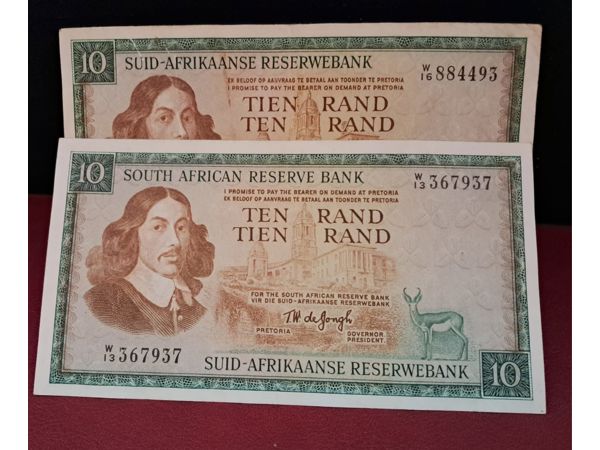 10 SUID-AFRIKAANSE RESERWEBANK
W/16 884493
EK BELOOF OP AANVRAAG TE BETAAL AAN TOONDER TE PRETORIA
I PROMISE TO PAY THE BEARER ON DEMAND AT PRETORIA
TIEN RAND
TEN RAND
10 SOUTH AFRICAN RESERVE BANK
W/13 367937
I PROMISE TO PAY THE BEARER ON DEMAND AT PRETORIA
EK BELOOF OP AANVRAAG TE BETAAL AAN TOONDER TE PRETORIA
TEN RAND
TIEN RAND
FOR THE SOUTH AFRICAN RESERVE BANK
VIR DIE SUID-AFRIKAANSE RESERWEBANK
T.W. de Jongh
PRETORIA GOVERNOR
PRESIDENT.
W/13 367937
SUID-AFRIKAANSE RESERWEBANK 10